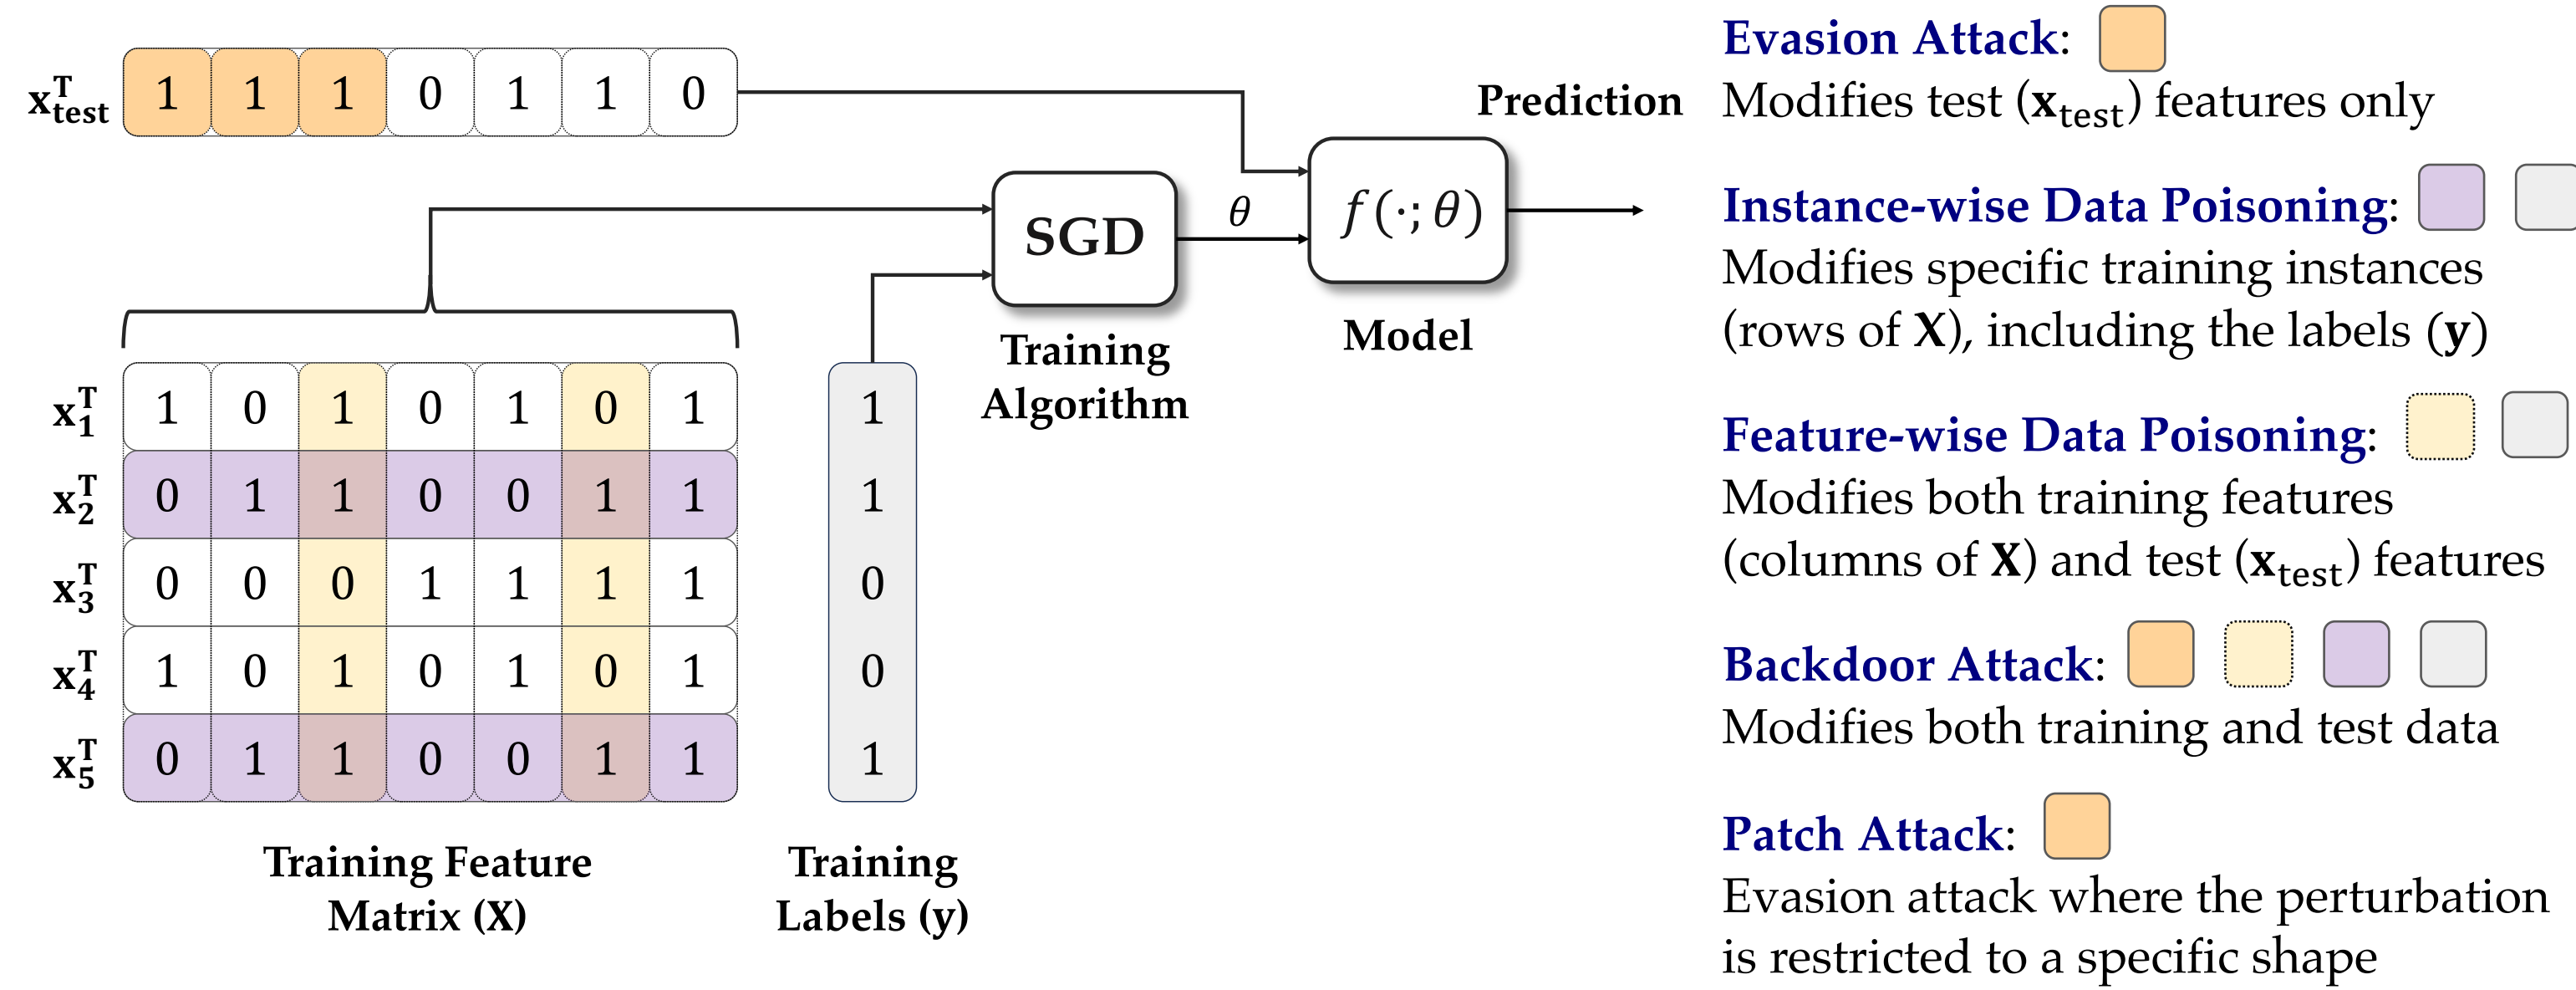 x_test^T 1 1 1 0 1 1 0
SGD
θ
f(·; θ)
Prediction
Training
Algorithm
Model
x_1^T 1 0 1 0 1 0 1 1
x_2^T 0 1 1 0 0 1 1 1
x_3^T 0 0 0 1 1 1 1 0
x_4^T 1 0 1 0 1 0 1 0
x_5^T 0 1 1 0 0 1 1 1
Training Feature
Matrix (X)
Training
Labels (y)
Evasion Attack:
Modifies test (x_test) features only
Instance-wise Data Poisoning:
Modifies specific training instances
(rows of X), including the labels (y)
Feature-wise Data Poisoning:
Modifies both training features
(columns of X) and test (x_test) features
Backdoor Attack:
Modifies both training and test data
Patch Attack:
Evasion attack where the perturbation
is restricted to a specific shape